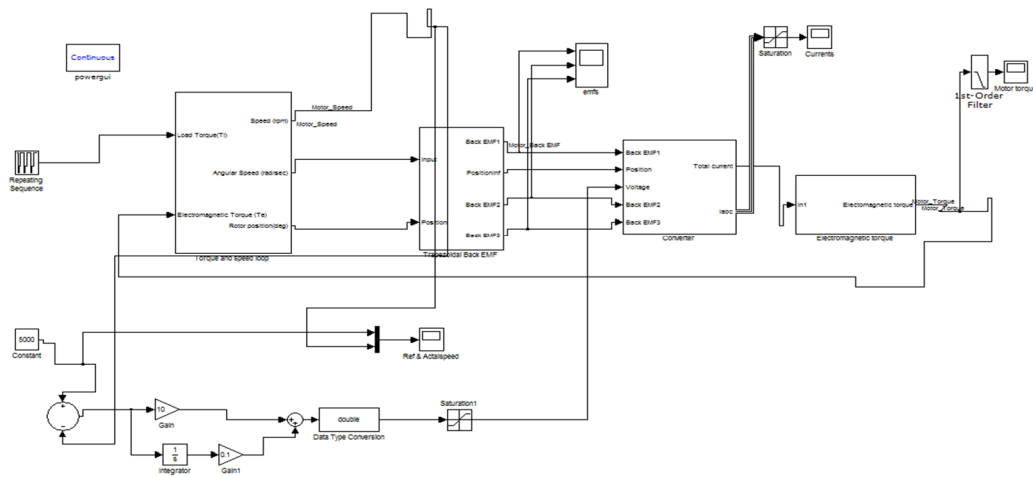 Continuous
powergui
Repeating
Sequence
Load Torque(Tl)
Electromagnetic Torque (Te)
Speed (rpm)
Angular Speed (rad/sec)
Rotor position(deg)
Torque and speed loop
Motor_Speed
Motor_Speed
Input
Position
Back EMF1
PositionInf
Back EMF2
Back EMF3
Trapezoidal Back EMF
Motor_Back EMF
emfs
Back EMF1
Position
Voltage
Back EMF2
Back EMF3
Total current
Iabc
Converter
Saturation
Currents
In1
Electromagnetic torque
Electromagnetic torque
Motor_Torque
Motor_Torque
1st-Order
Filter
Motor torqu
5000
Constant
Ref & Actalspeed
+
−
10
Gain
1
s
Integrator
0.1
Gain1
+
+
double
Data Type Conversion
Saturation1